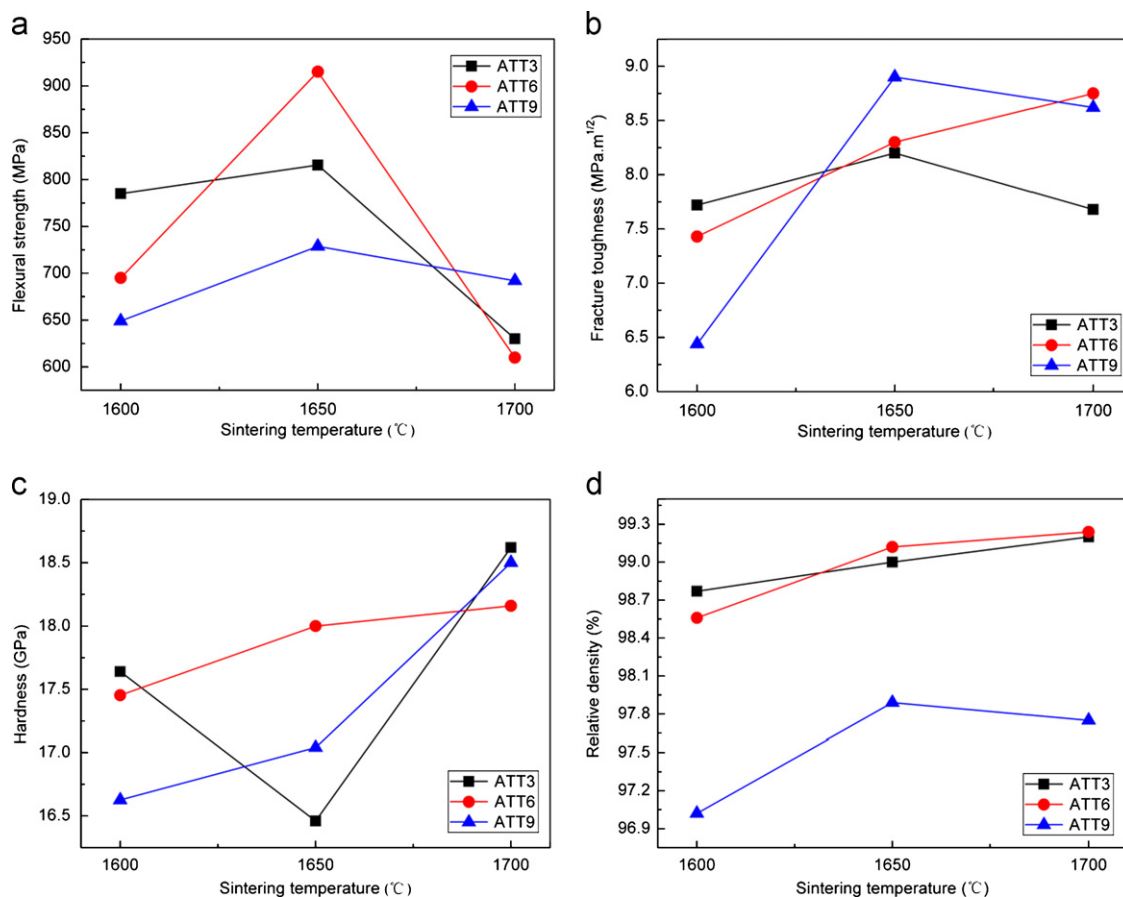 a
950
900
850
800
750
700
650
600
Flexural strength (MPa)
1600 1650 1700
Sintering temperature (℃)
ATT3
ATT6
ATT9
b
9.0
8.5
8.0
7.5
7.0
6.5
6.0
Fracture toughness (MPa.m1/2)
1600 1650 1700
Sintering temperature (℃)
ATT3
ATT6
ATT9
c
19.0
18.5
18.0
17.5
17.0
16.5
Hardness (GPa)
1600 1650 1700
Sintering temperature (℃)
ATT3
ATT6
ATT9
d
99.3
99.0
98.7
98.4
98.1
97.8
97.5
97.2
96.9
Relative density (%)
1600 1650 1700
Sintering temperature (℃)
ATT3
ATT6
ATT9